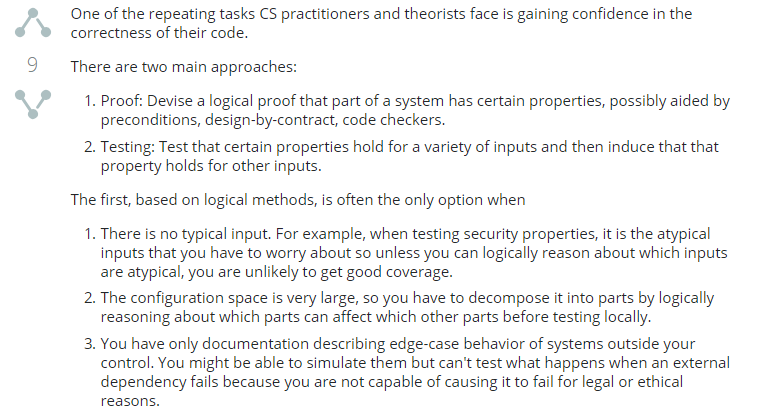 One of the repeating tasks CS practitioners and theorists face is gaining confidence in the
correctness of their code.
9
There are two main approaches:
1. Proof: Devise a logical proof that part of a system has certain properties, possibly aided by
preconditions, design-by-contract, code checkers.
2. Testing: Test that certain properties hold for a variety of inputs and then induce that that
property holds for other inputs.
The first, based on logical methods, is often the only option when
1. There is no typical input. For example, when testing security properties, it is the atypical
inputs that you have to worry about so unless you can logically reason about which inputs
are atypical, you are unlikely to get good coverage.
2. The configuration space is very large, so you have to decompose it into parts by logically
reasoning about which parts can affect which other parts before testing locally.
3. You have only documentation describing edge-case behavior of systems outside your
control. You might be able to simulate them but can't test what happens when an external
dependency fails because you are not capable of causing it to fail for legal or ethical
reasons.